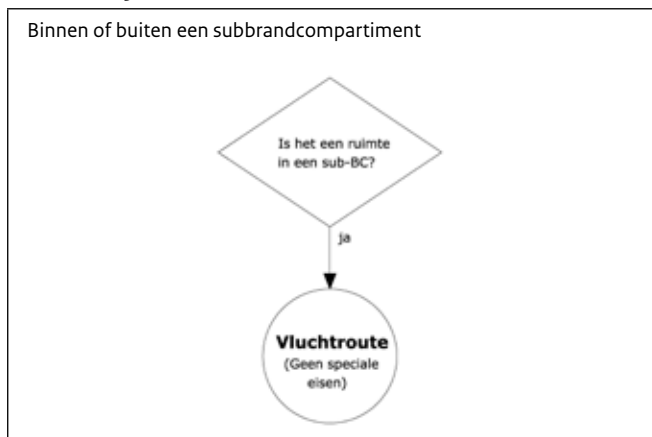 Binnen of buiten een subbrandcompartiment
Is het een ruimte
in een sub-BC?
ja
Vluchtroute
(Geen speciale
eisen)